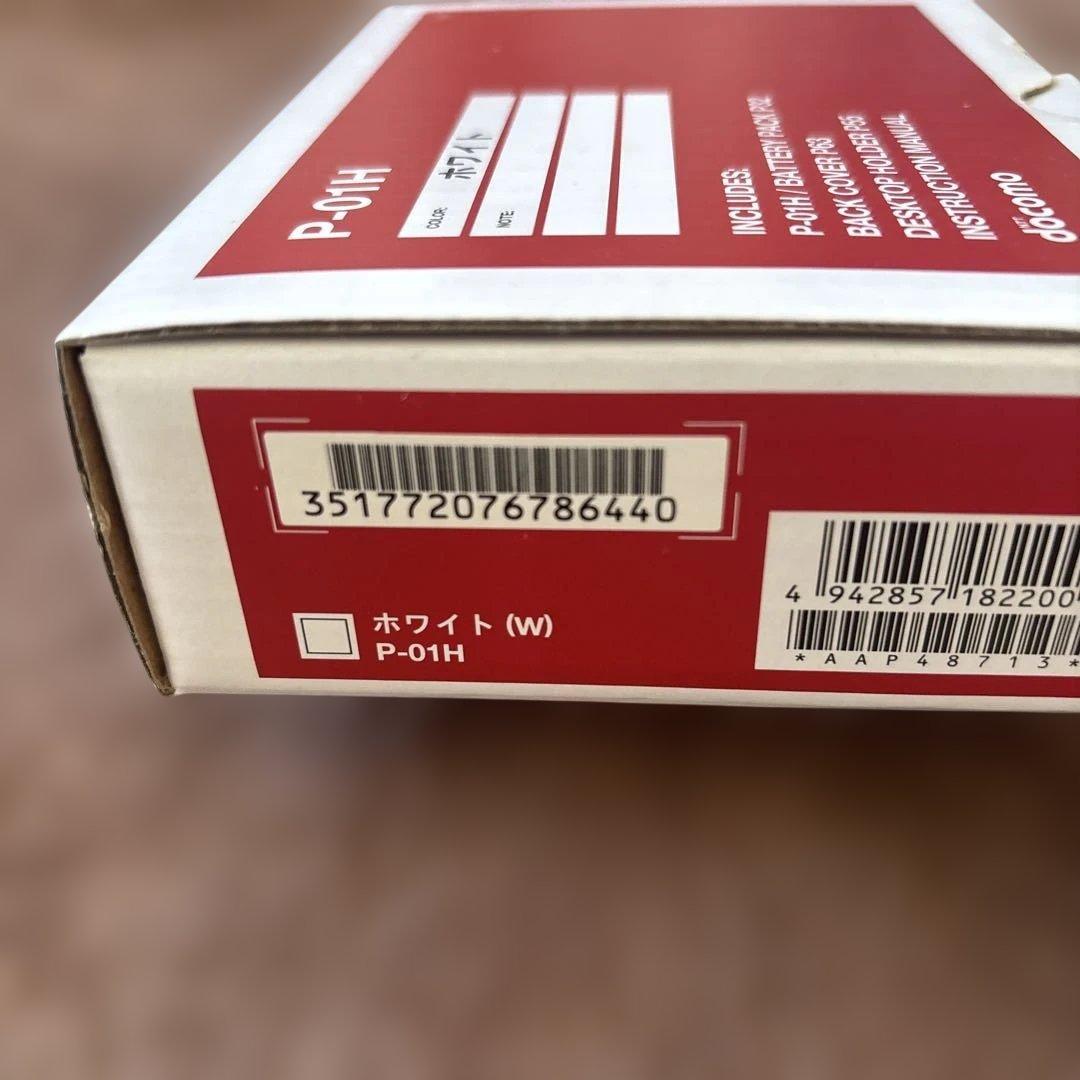 P-01H
COLOR: ホワイト
NOTE:
INCLUDES:
P-01H / BATTERY PACK P02
BACK COVER P63
DESKTOP HOLDER P55
INSTRUCTION MANUAL
docomo
351772076786440
ホワイト (W)
P-01H
4 942857 182200
*AAP48713*